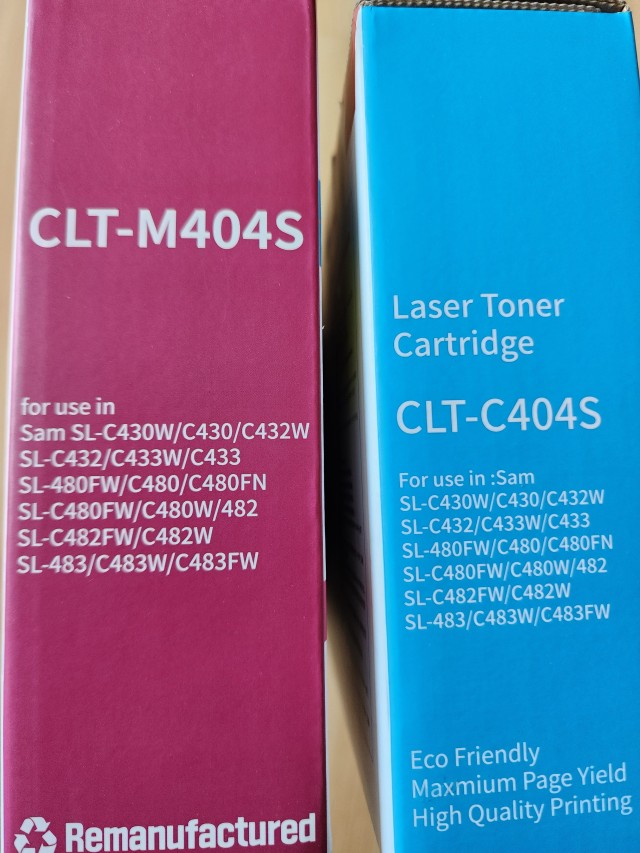 CLT-M404S
for use in
Sam SL-C430W/C430/C432W
SL-C432/C433W/C433
SL-480FW/C480/C480FN
SL-C480FW/C480W/482
SL-C482FW/C482W
SL-483/C483W/C483FW
Remanufactured
Laser Toner
Cartridge
CLT-C404S
For use in :Sam
SL-C430W/C430/C432W
SL-C432/C433W/C433
SL-480FW/C480/C480FN
SL-C480FW/C480W/482
SL-C482FW/C482W
SL-483/C483W/C483FW
Eco Friendly
Maxmium Page Yield
High Quality Printing